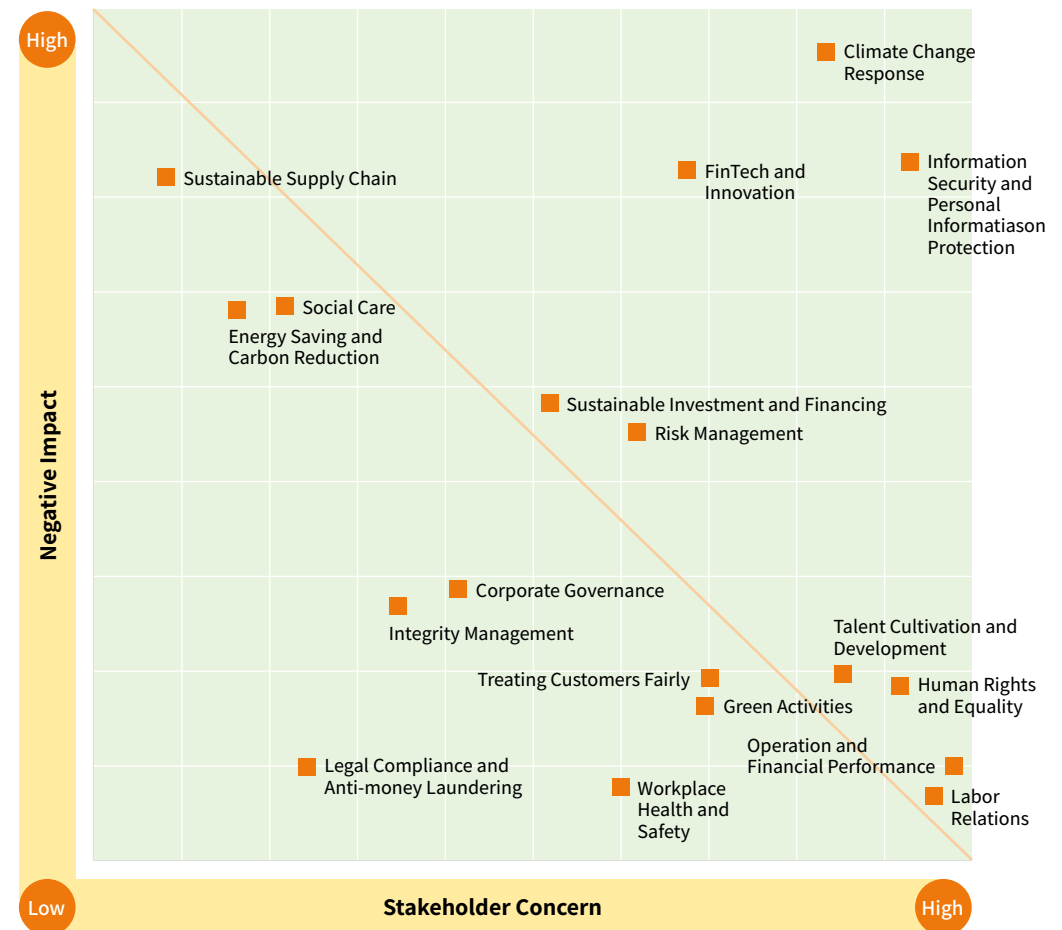 High
Climate Change
Response
Information
Security and
Personal
Informatiason
Protection
FinTech and
Innovation
Sustainable Supply Chain
Social Care
Energy Saving and
Carbon Reduction
Sustainable Investment and Financing
Risk Management
Negative Impact
Corporate Governance
Integrity Management
Talent Cultivation and
Development
Treating Customers Fairly
Human Rights
and Equality
Green Activities
Operation and
Financial Performance
Legal Compliance and
Anti-money Laundering
Workplace
Health and
Safety
Labor
Relations
Low
Stakeholder Concern
High